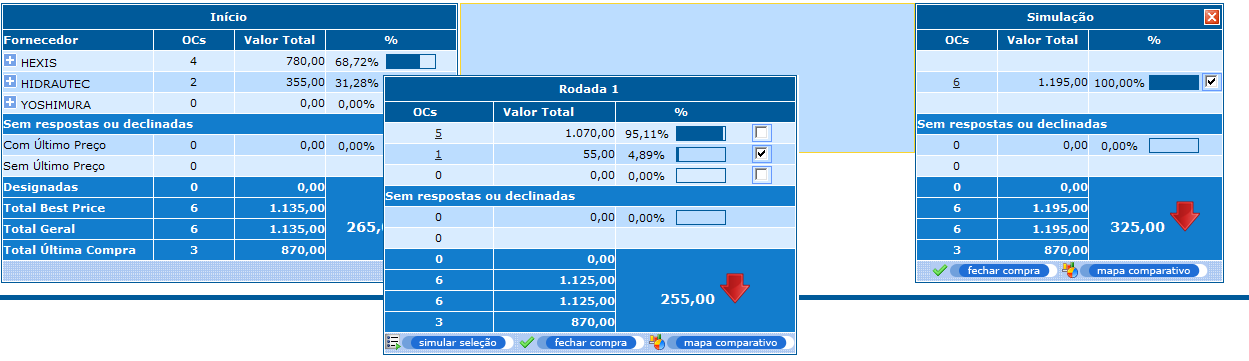 Início
Fornecedor OCs Valor Total %
HEXIS 4 780,00 68,72%
HIDRAUTEC 2 355,00 31,28%
YOSHIMURA 0 0,00 0,00%
Sem respostas ou declinadas
Com Último Preço 0 0,00 0,00%
Sem Último Preço 0
Designadas 0 0,00
Total Best Price 6 1.135,00
Total Geral 6 1.135,00 265,
Total Última Compra 3 870,00
Rodada 1
OCs Valor Total %
5 1.070,00 95,11%
1 55,00 4,89%
0 0,00 0,00%
Sem respostas ou declinadas
0 0,00 0,00%
0
0 0,00
6 1.125,00
6 1.125,00 255,00
3 870,00
simular seleção fechar compra mapa comparativo
Simulação
OCs Valor Total %
6 1.195,00 100,00%
Sem respostas ou declinadas
0 0,00 0,00%
0
0 0,00
6 1.195,00
6 1.195,00 325,00
3 870,00
fechar compra mapa comparativo